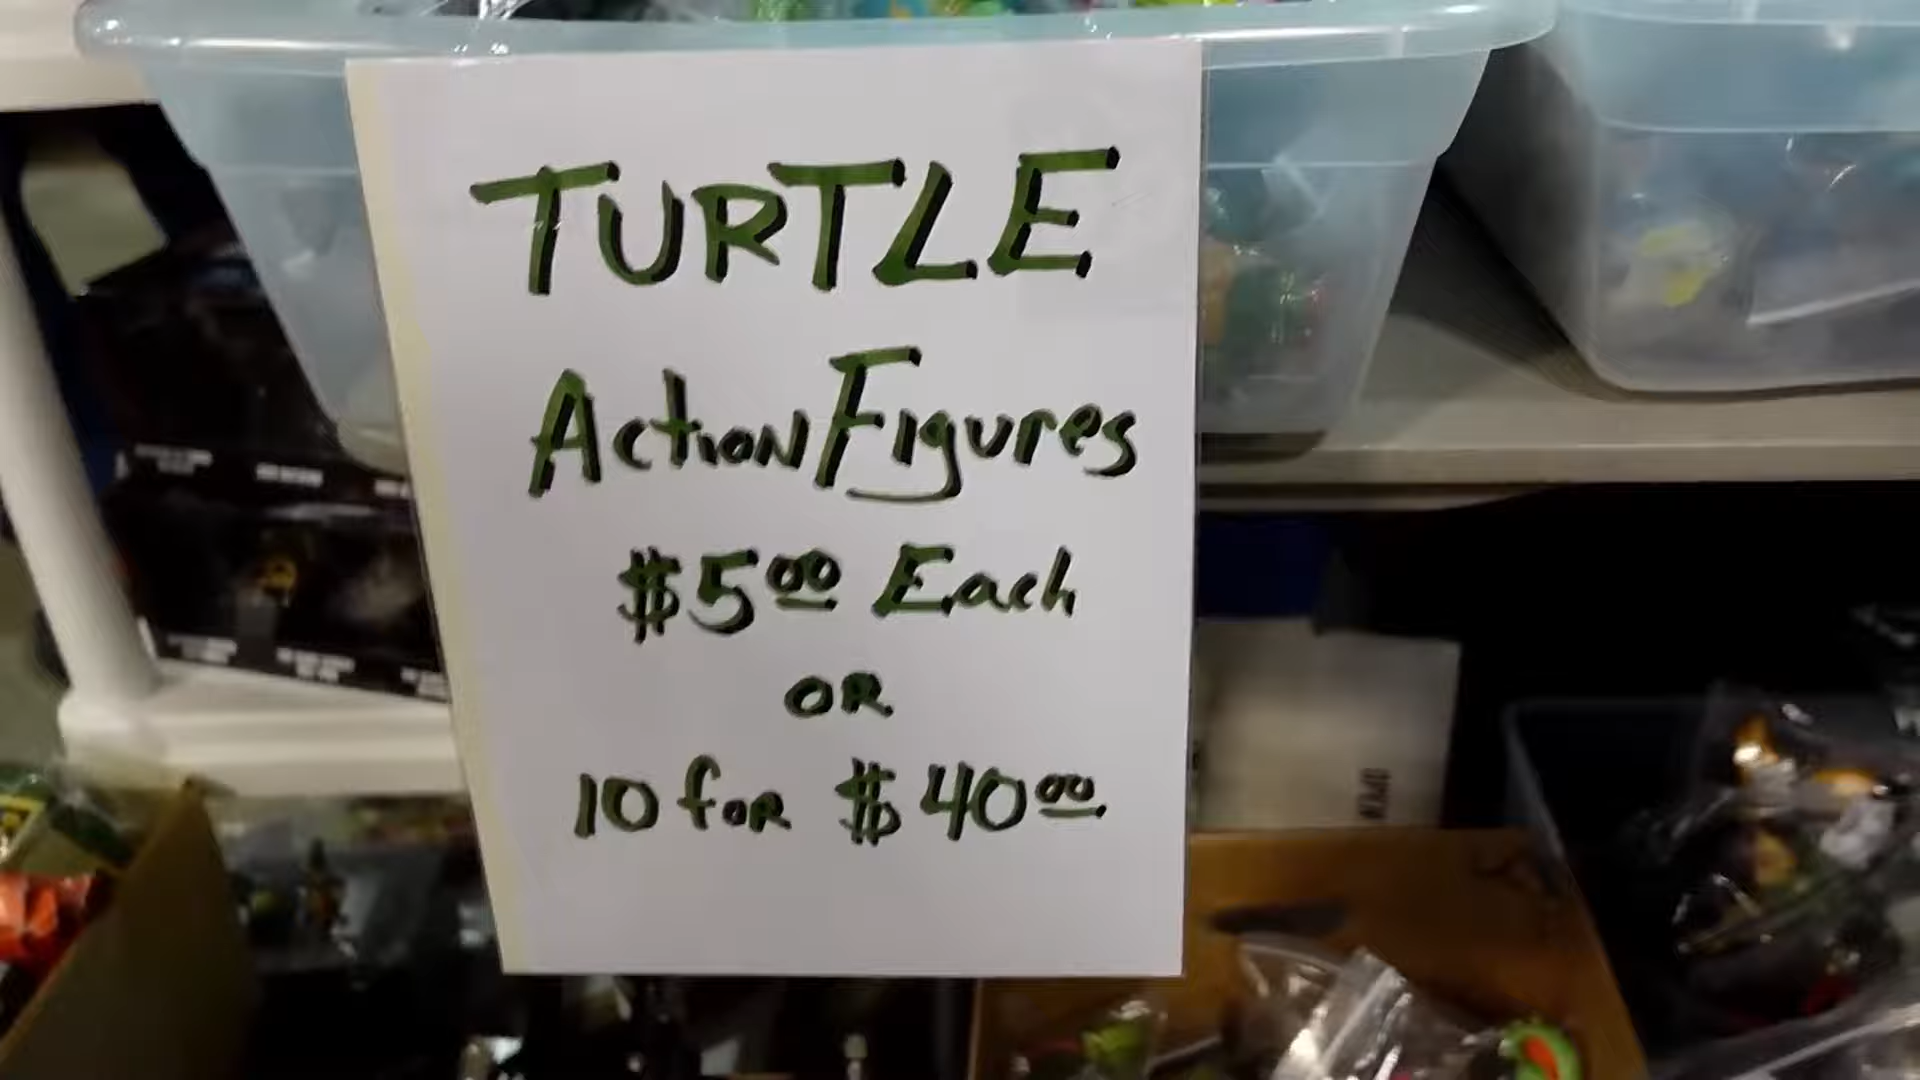 TURTLE
Action Figures
$5.00 Each
OR
10 for $40.00